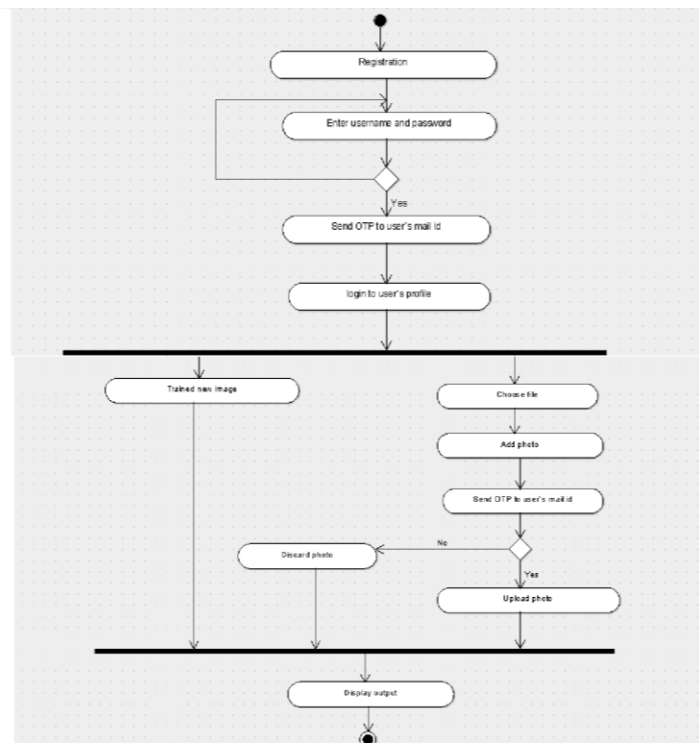 Registration
Enter username and password
Yes
Send OTP to user's mail id
login to user's profile
Trained new image
Choose file
Add photo
Send OTP to user's mail id
No
Discard photo
Yes
Upload photo
Display output